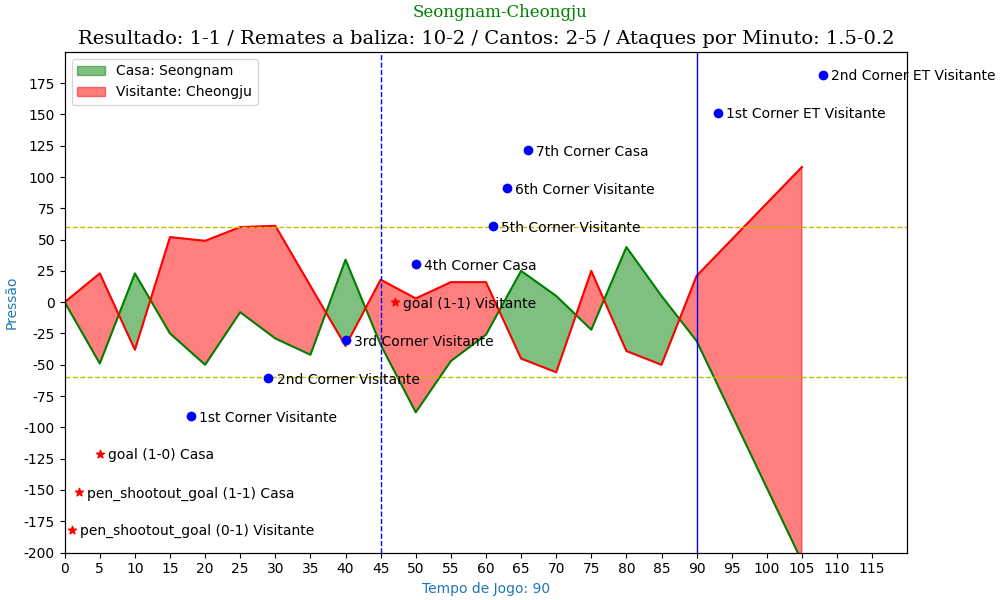 Seongnam-Cheongju
Resultado: 1-1 / Remates a baliza: 10-2 / Cantos: 2-5 / Ataques por Minuto: 1.5-0.2
Casa: Seongnam
Visitante: Cheongju
2nd Corner ET Visitante
1st Corner ET Visitante
7th Corner Casa
6th Corner Visitante
5th Corner Visitante
4th Corner Casa
goal (1-1) Visitante
3rd Corner Visitante
2nd Corner Visitante
1st Corner Visitante
goal (1-0) Casa
pen_shootout_goal (1-1) Casa
pen_shootout_goal (0-1) Visitante
Pressão
175
150
125
100
75
50
25
0
-25
-50
-75
-100
-125
-150
-175
-200
0 5 10 15 20 25 30 35 40 45 50 55 60 65 70 75 80 85 90 95 100 105 110 115
Tempo de Jogo: 90